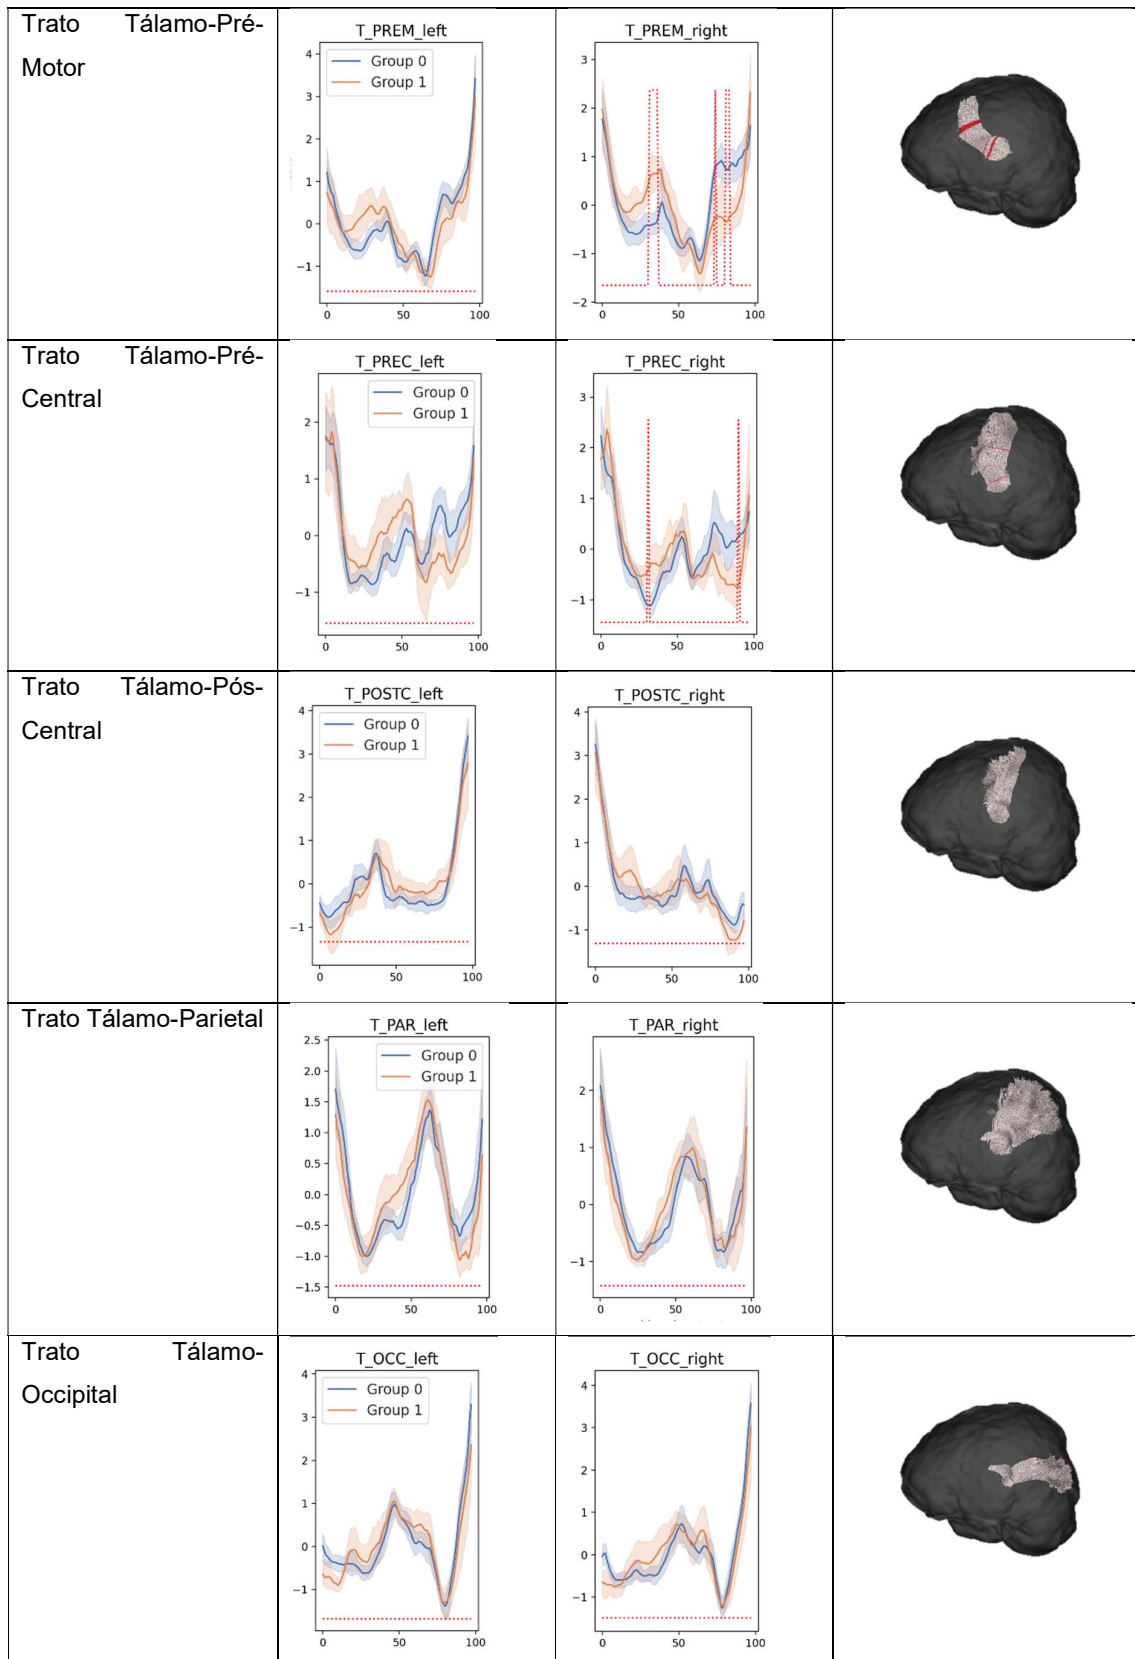 Trato Tálamo-Pré-
Motor
T_PREM_left
Group 0
Group 1
4
3
2
1
0
−1
0 50 100
T_PREM_right
3
2
1
0
−1
−2
0 50 100
Trato Tálamo-Pré-
Central
T_PREC_left
Group 0
Group 1
2
1
0
−1
0 50 100
T_PREC_right
3
2
1
0
−1
0 50 100
Trato Tálamo-Pós-
Central
T_POSTC_left
Group 0
Group 1
4
3
2
1
0
−1
0 50 100
T_POSTC_right
4
3
2
1
0
-1
0 50 100
Trato Tálamo-Parietal
T_PAR_left
Group 0
Group 1
2.5
2.0
1.5
1.0
0.5
0.0
−0.5
−1.0
−1.5
0 50 100
T_PAR_right
2
1
0
−1
0 50 100
Trato Tálamo-
Occipital
T_OCC_left
Group 0
Group 1
4
3
2
1
0
−1
0 50 100
T_OCC_right
4
3
2
1
0
−1
0 50 100